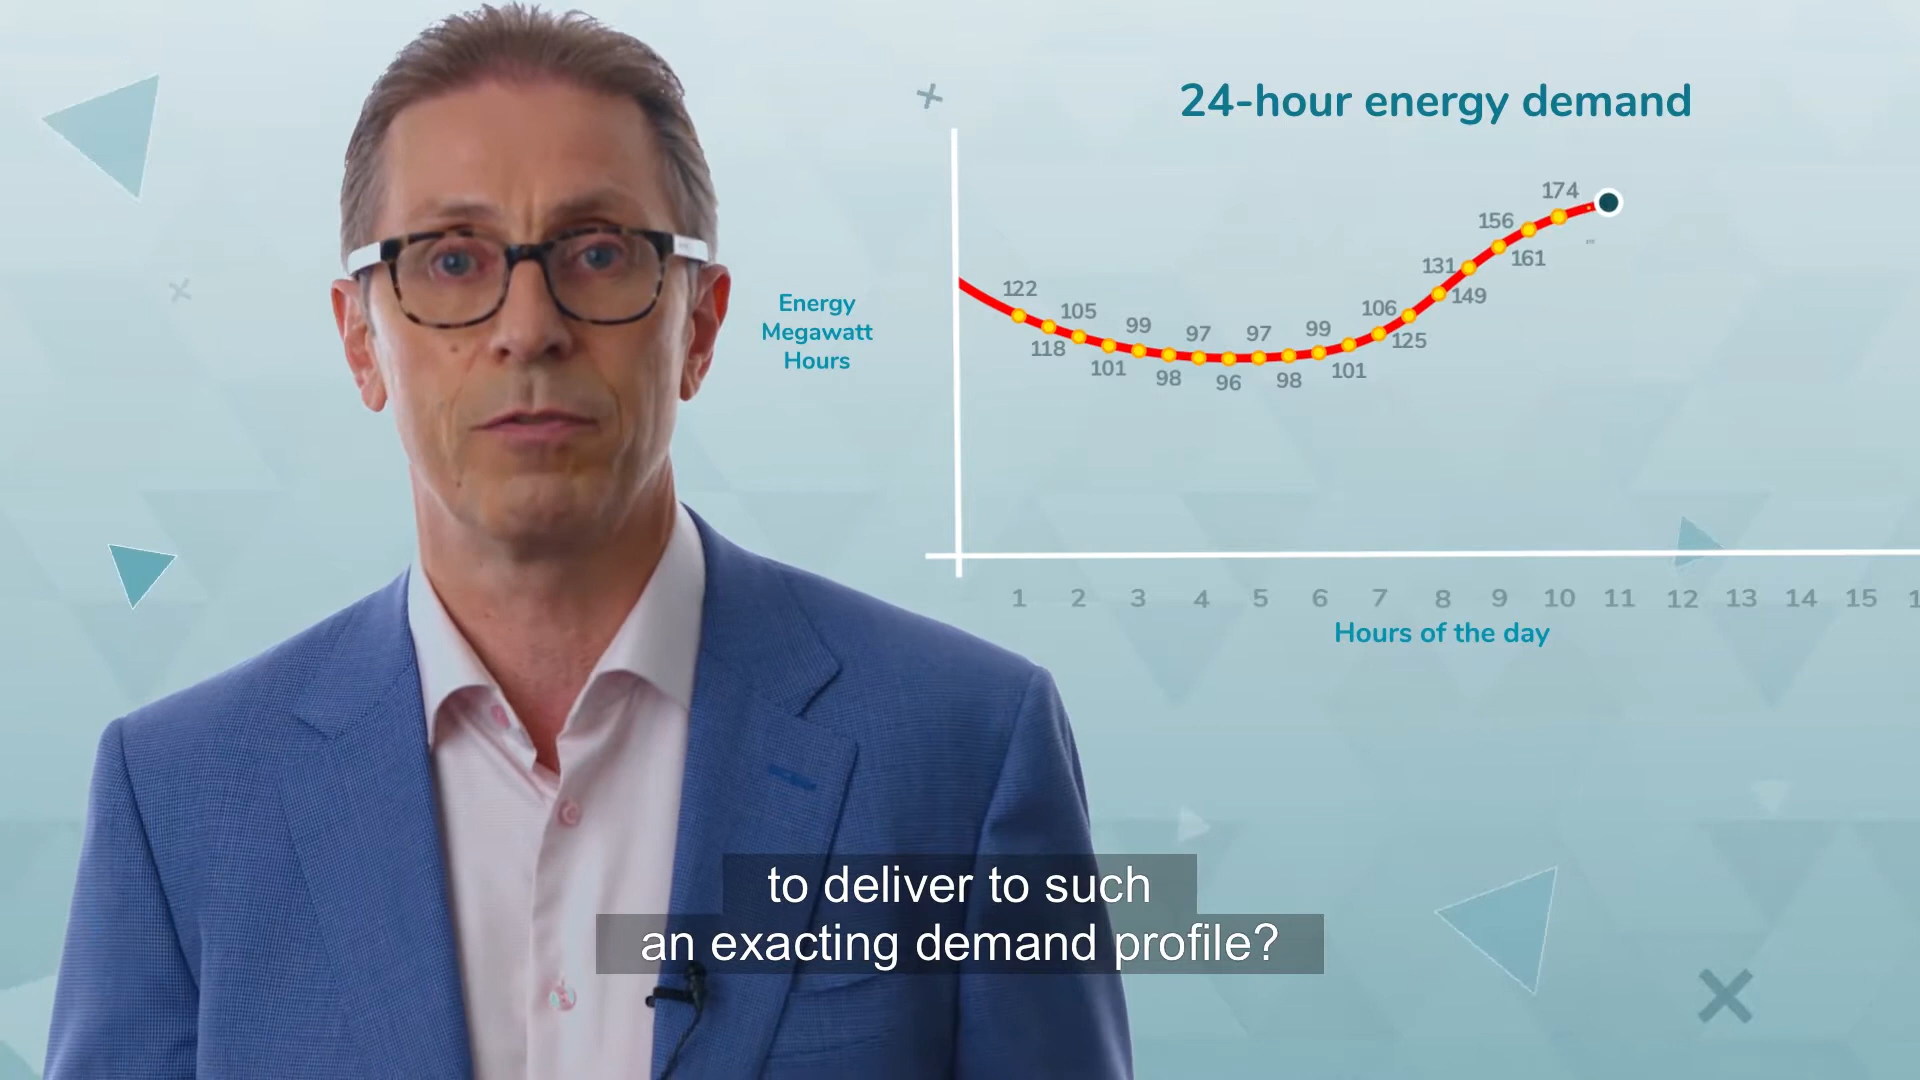 24-hour energy demand
Energy
Megawatt
Hours
122
118
105
101
99
98
97
96
97
98
99
101
106
125
131
149
156
161
174
1 2 3 4 5 6 7 8 9 10 11 12 13 14 15
Hours of the day
to deliver to such
an exacting demand profile?